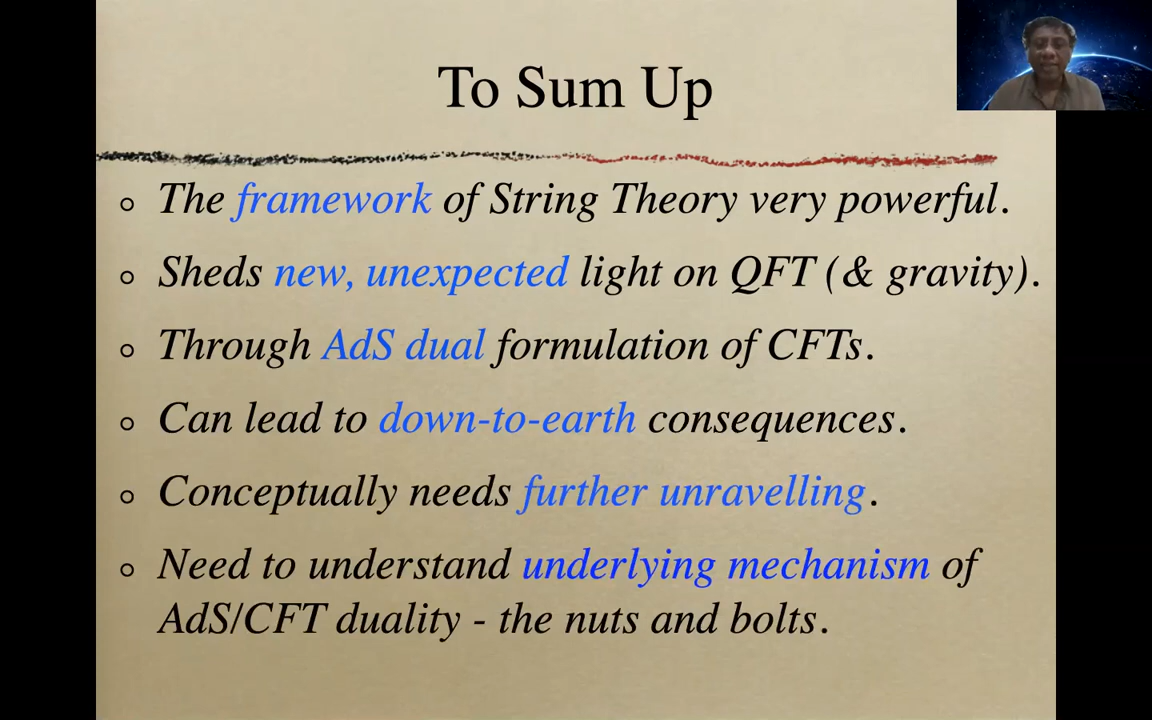 To Sum Up
The framework of String Theory very powerful.
Sheds new, unexpected light on QFT (& gravity).
Through AdS dual formulation of CFTs.
Can lead to down-to-earth consequences.
Conceptually needs further unravelling.
Need to understand underlying mechanism of
AdS/CFT duality - the nuts and bolts.